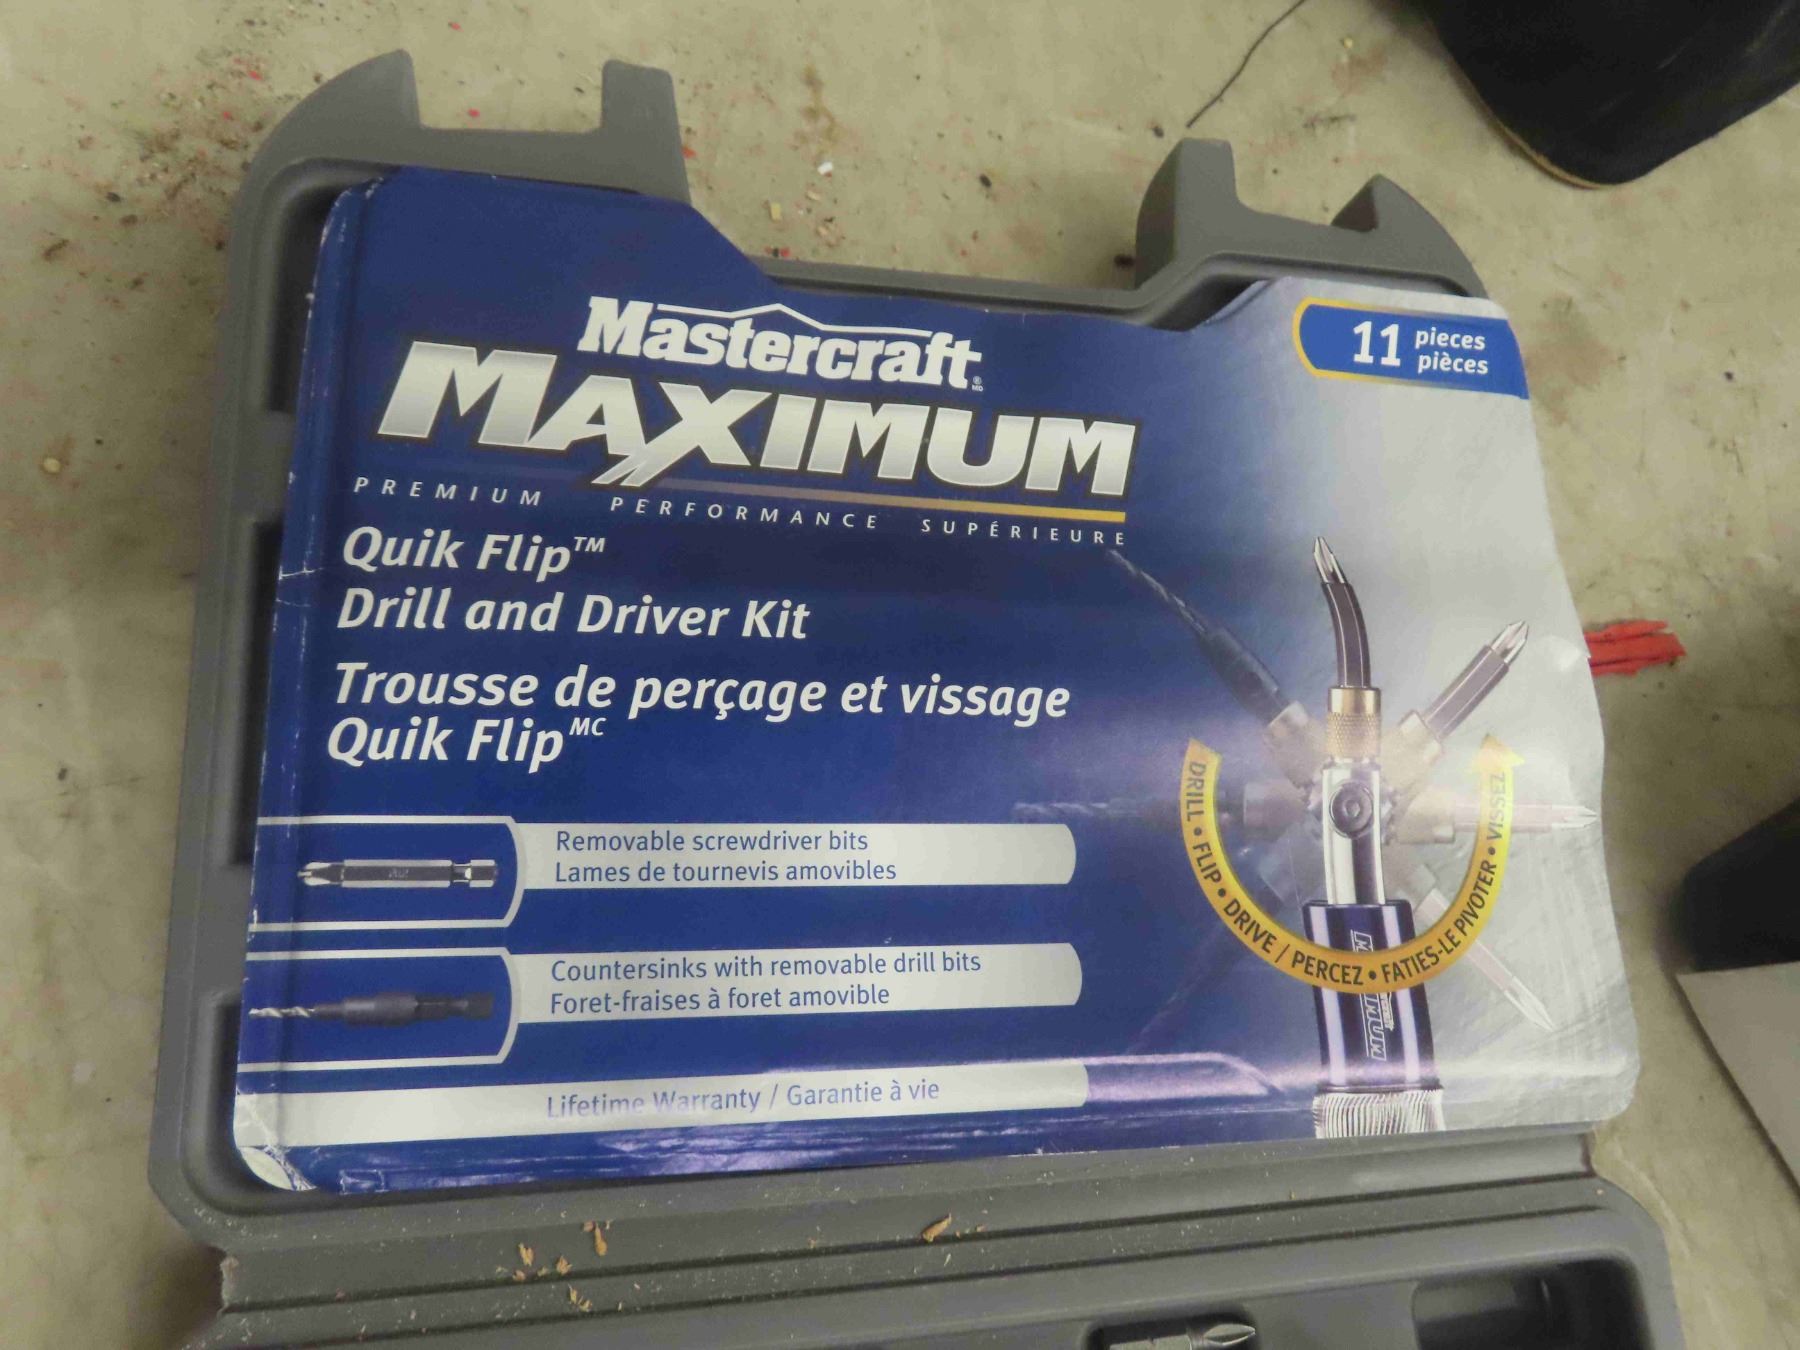 Mastercraft®
MD
MAXIMUM
PREMIUM PERFORMANCE SUPÉRIEURE
11 pieces
pièces
Quik Flip™
Drill and Driver Kit
Trousse de perçage et vissage
Quik Flip MC
Removable screwdriver bits
Lames de tournevis amovibles
Countersinks with removable drill bits
Foret-fraises à foret amovible
Lifetime Warranty / Garantie à vie
DRILL • FLIP • DRIVE / PERCEZ • FATIES-LE PIVOTER • VISSEZ